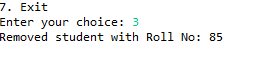 7. Exit
Enter your choice: 3
Removed student with Roll No: 85